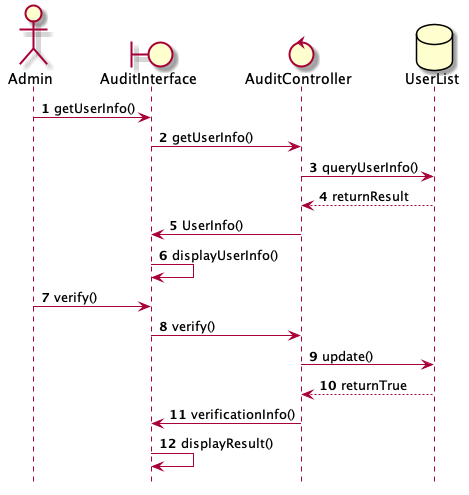 Admin AuditInterface AuditController UserList
1 getUserInfo()
2 getUserInfo()
3 queryUserInfo()
4 returnResult
5 UserInfo()
6 displayUserInfo()
7 verify()
8 verify()
9 update()
10 returnTrue
11 verificationInfo()
12 displayResult()